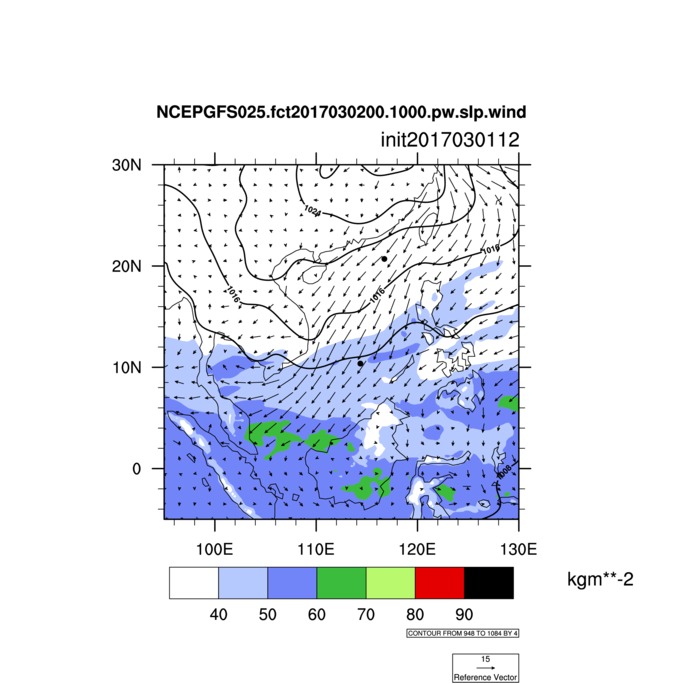 NCEPGFS025.fct2017030200.1000.pw.slp.wind
init2017030112
30N
20N
10N
0
1024
1016
1016
1016
1008
100E 110E 120E 130E
kgm**-2
40 50 60 70 80 90
CONTOUR FROM 948 TO 1084 BY 4
15
Reference Vector